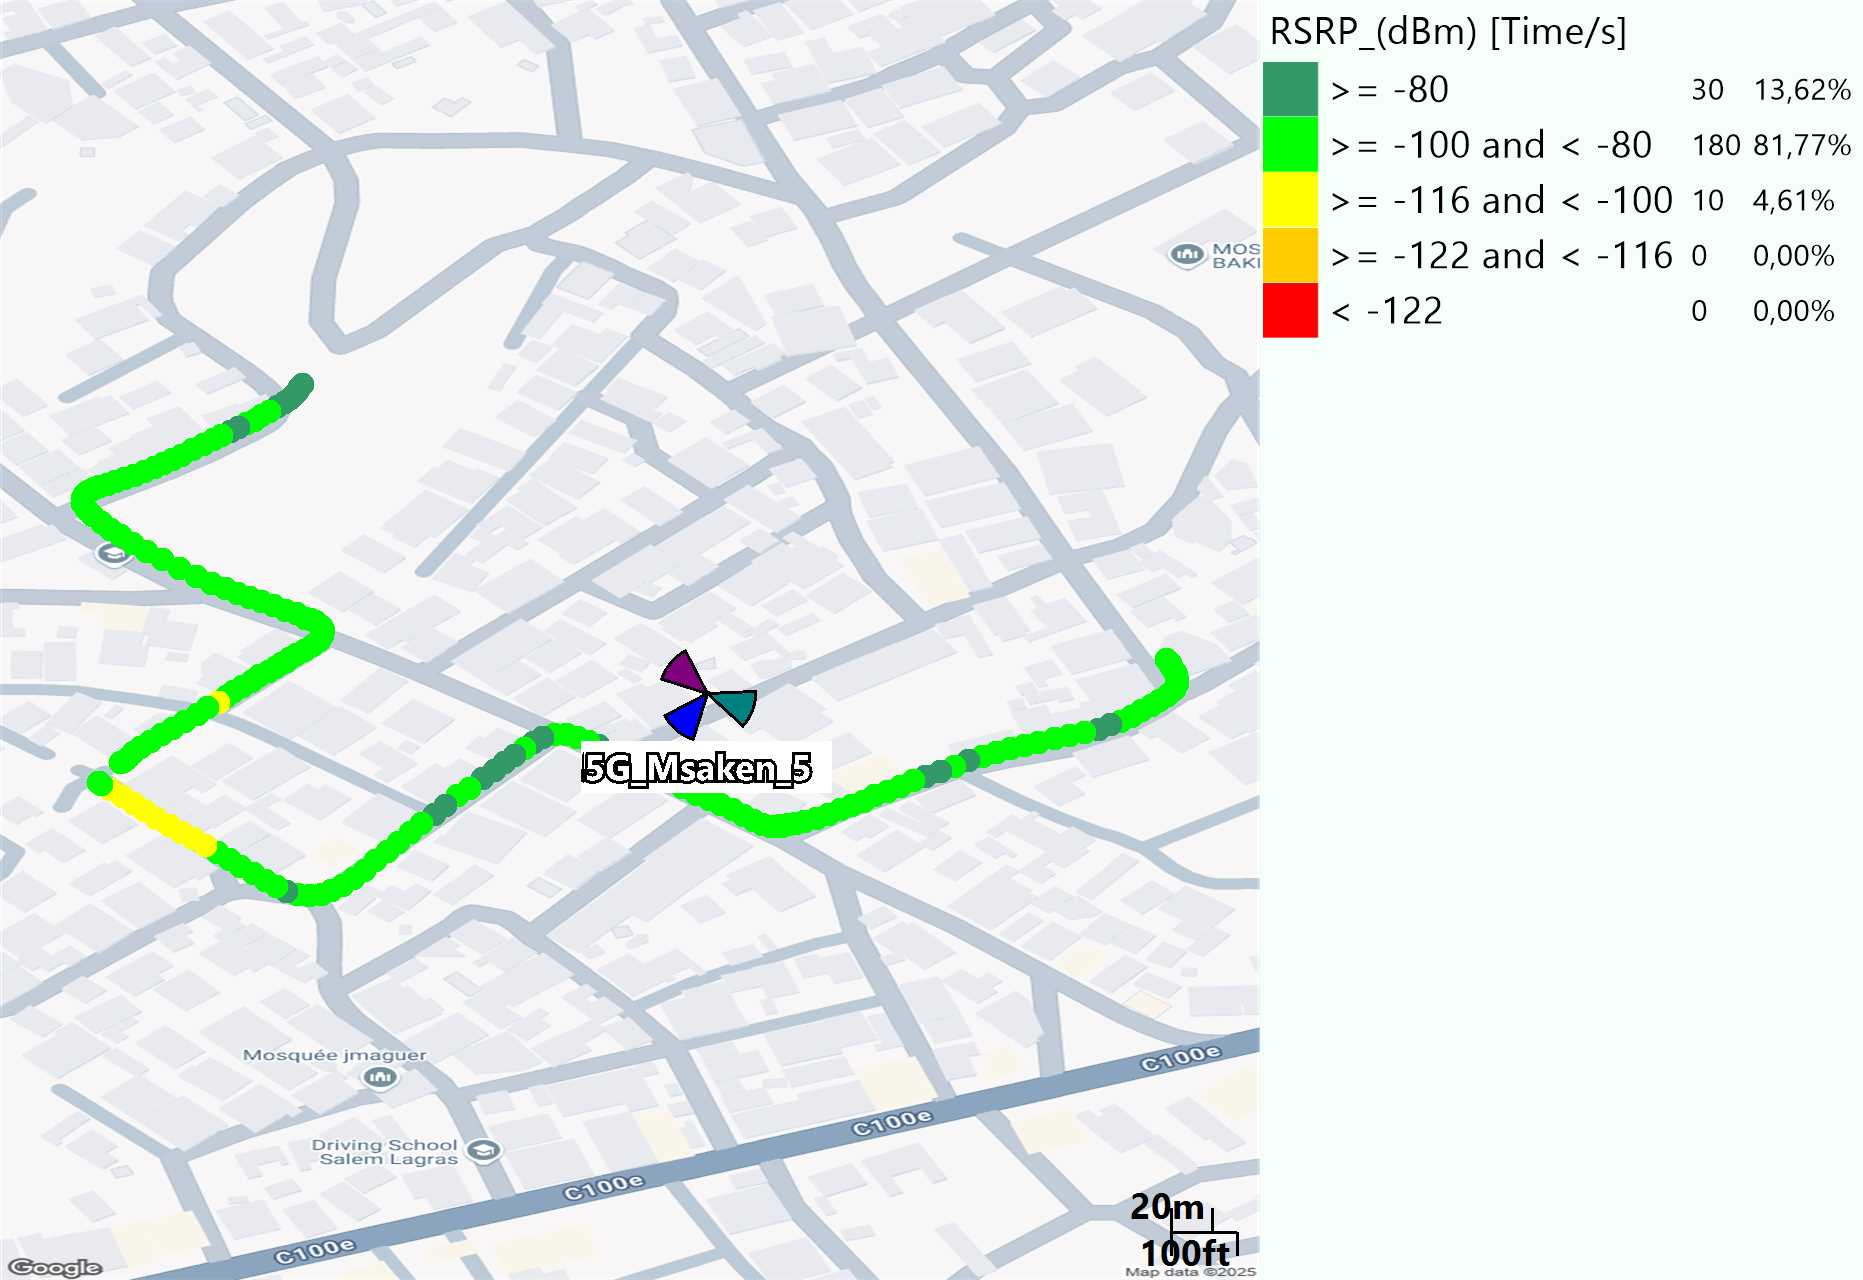 RSRP_(dBm) [Time/s]
>= -80 30 13,62%
>= -100 and < -80 180 81,77%
>= -116 and < -100 10 4,61%
>= -122 and < -116 0 0,00%
< -122 0 0,00%
MOS
BAKI
5G_Msaken_5
Mosquée jmaguer
C100e
C100e
Driving School
Salem Lagras
C100e
C100e
20m
100ft
Google
Map data ©2025